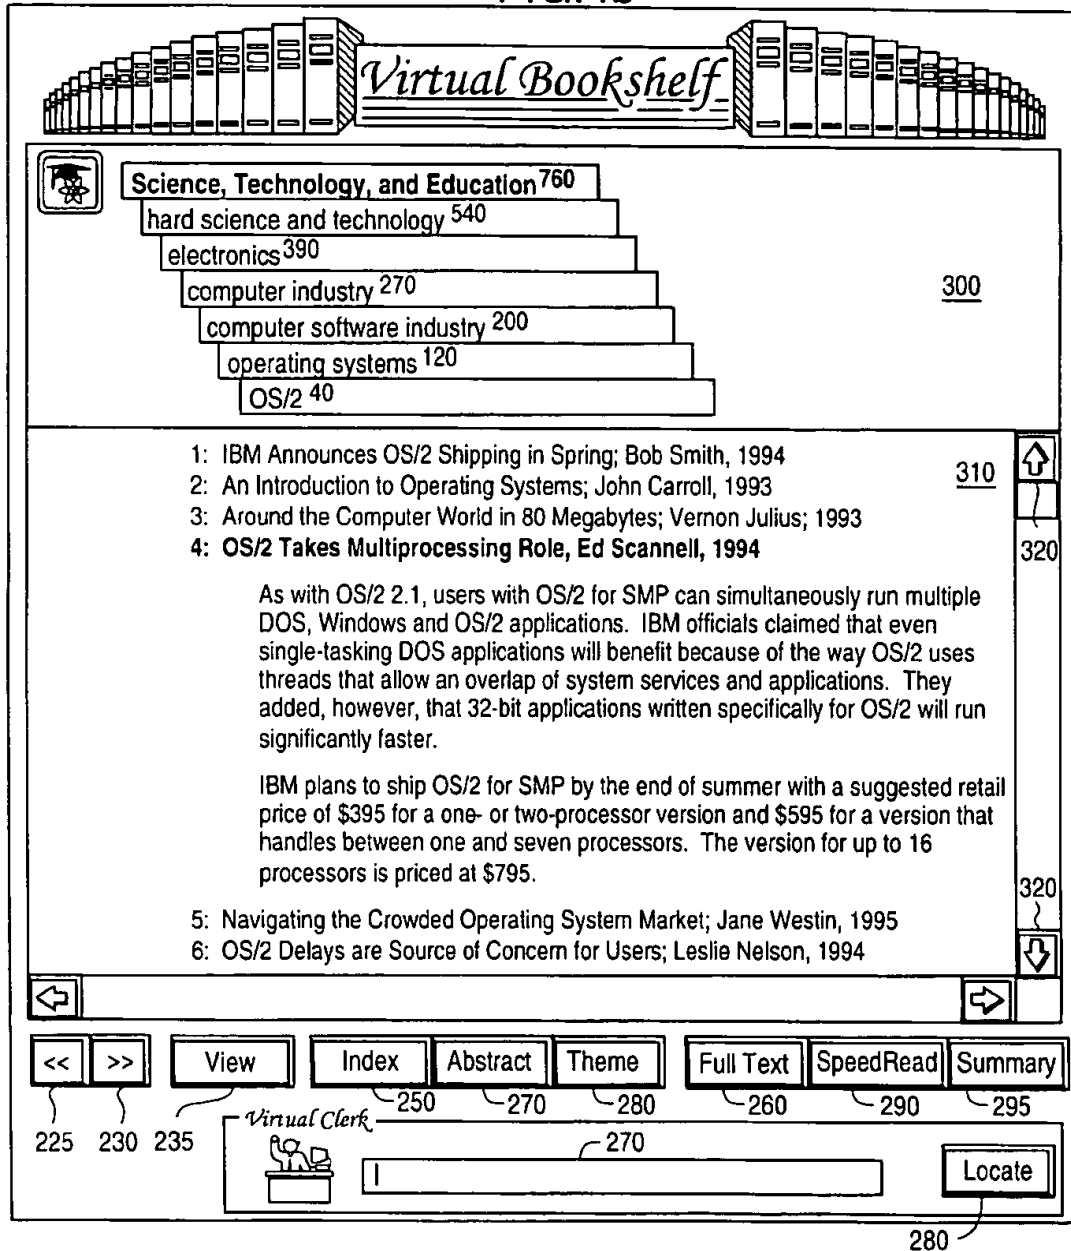 Virtual Bookshelf
Science, Technology, and Education 760
hard science and technology 540
electronics 390
computer industry 270
300
computer software industry 200
operating systems 120
OS/2 40
1: IBM Announces OS/2 Shipping in Spring; Bob Smith, 1994
310
2: An Introduction to Operating Systems; John Carroll, 1993
3: Around the Computer World in 80 Megabytes; Vernon Julius; 1993
4: OS/2 Takes Multiprocessing Role, Ed Scannell, 1994
320
As with OS/2 2.1, users with OS/2 for SMP can simultaneously run multiple
DOS, Windows and OS/2 applications. IBM officials claimed that even
single-tasking DOS applications will benefit because of the way OS/2 uses
threads that allow an overlap of system services and applications. They
added, however, that 32-bit applications written specifically for OS/2 will run
significantly faster.
IBM plans to ship OS/2 for SMP by the end of summer with a suggested retail
price of $395 for a one- or two-processor version and $595 for a version that
handles between one and seven processors. The version for up to 16
processors is priced at $795.
320
5: Navigating the Crowded Operating System Market; Jane Westin, 1995
6: OS/2 Delays are Source of Concern for Users; Leslie Nelson, 1994
<< >> View Index Abstract Theme Full Text SpeedRead Summary
250 270 280 260 290 295
225 230 235
Virtual Clerk
270
Locate
280